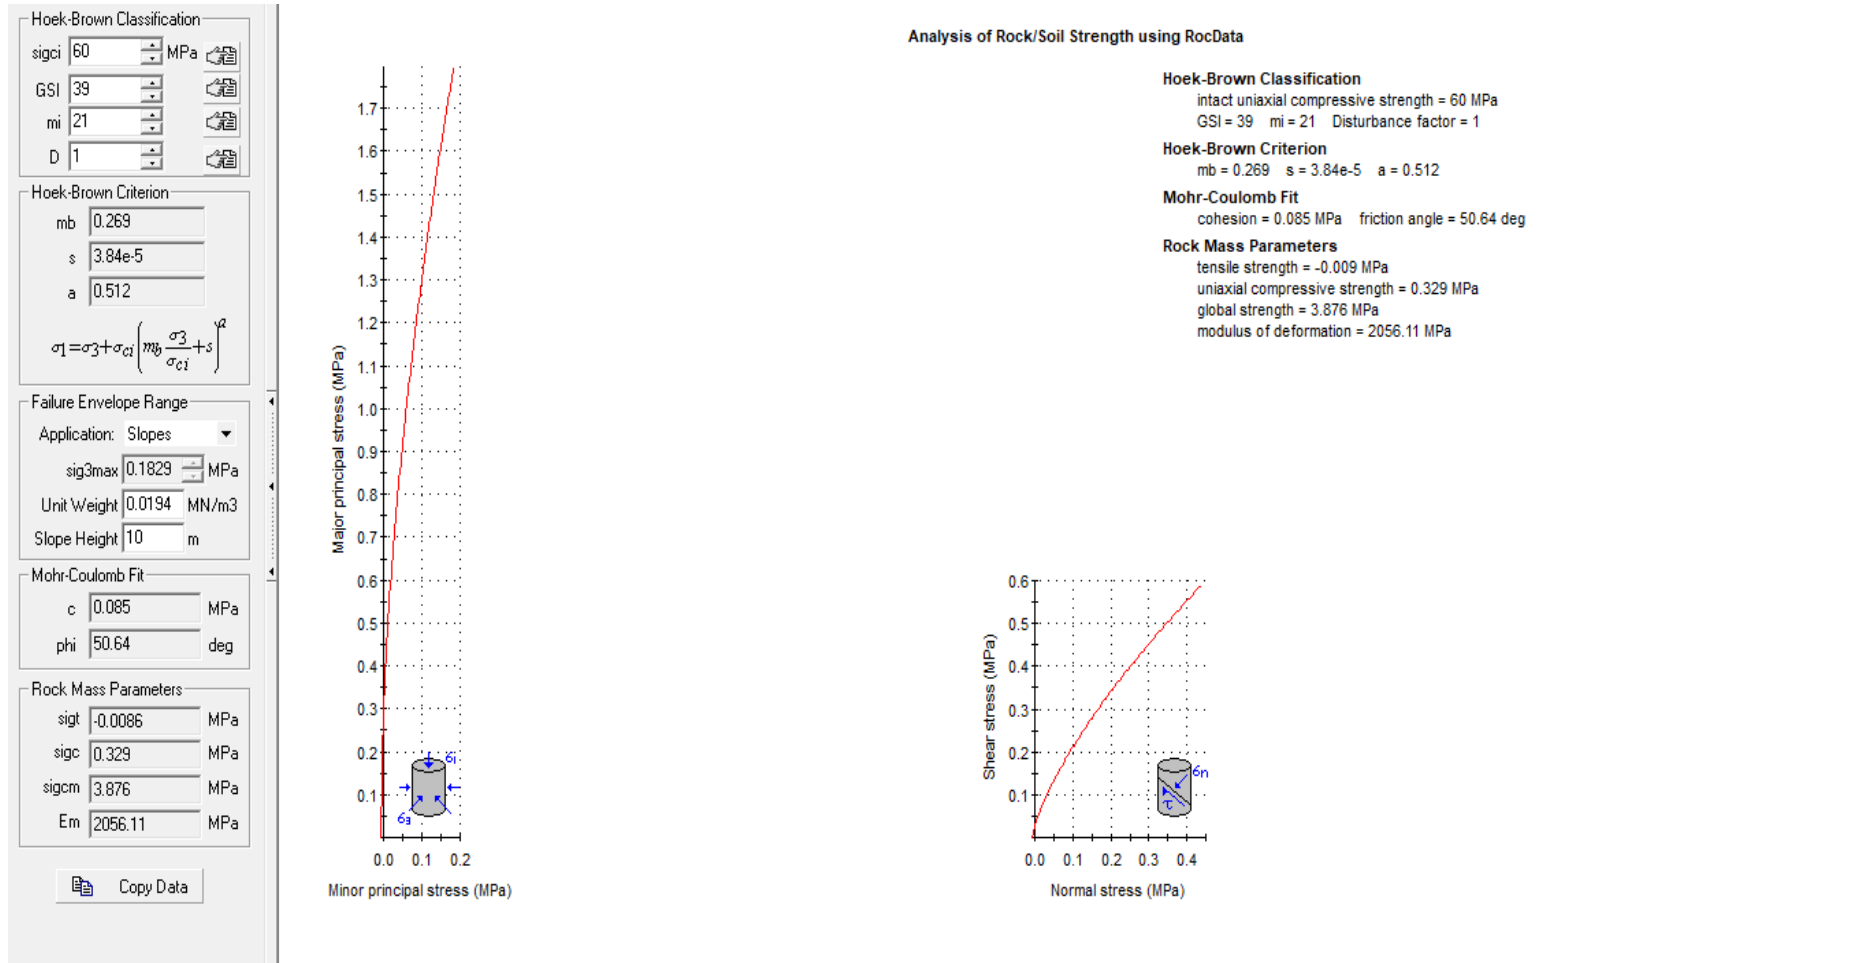 Hoek-Brown Classification
sigci 60 MPa
GSI 39
mi 21
D 1
Hoek-Brown Criterion
mb 0.269
s 3.84e-5
a 0.512
σ1=σ3+σci(mb σ3/σci+s)^a
Failure Envelope Range
Application: Slopes
sig3max 0.1829 MPa
Unit Weight 0.0194 MN/m3
Slope Height 10 m
Mohr-Coulomb Fit
c 0.085 MPa
phi 50.64 deg
Rock Mass Parameters
sigt -0.0086 MPa
sigc 0.329 MPa
sigcm 3.876 MPa
Em 2056.11 MPa
Copy Data
Analysis of Rock/Soil Strength using RocData
Hoek-Brown Classification
intact uniaxial compressive strength = 60 MPa
GSI = 39 mi = 21 Disturbance factor = 1
Hoek-Brown Criterion
mb = 0.269 s = 3.84e-5 a = 0.512
Mohr-Coulomb Fit
cohesion = 0.085 MPa friction angle = 50.64 deg
Rock Mass Parameters
tensile strength = -0.009 MPa
uniaxial compressive strength = 0.329 MPa
global strength = 3.876 MPa
modulus of deformation = 2056.11 MPa
Major principal stress (MPa)
1.7
1.6
1.5
1.4
1.3
1.2
1.1
1.0
0.9
0.8
0.7
0.6
0.5
0.4
0.3
0.2
0.1
0.0 0.1 0.2
Minor principal stress (MPa)
σ1
σ3
Shear stress (MPa)
0.6
0.5
0.4
0.3
0.2
0.1
0.0 0.1 0.2 0.3 0.4
Normal stress (MPa)
σn
τ